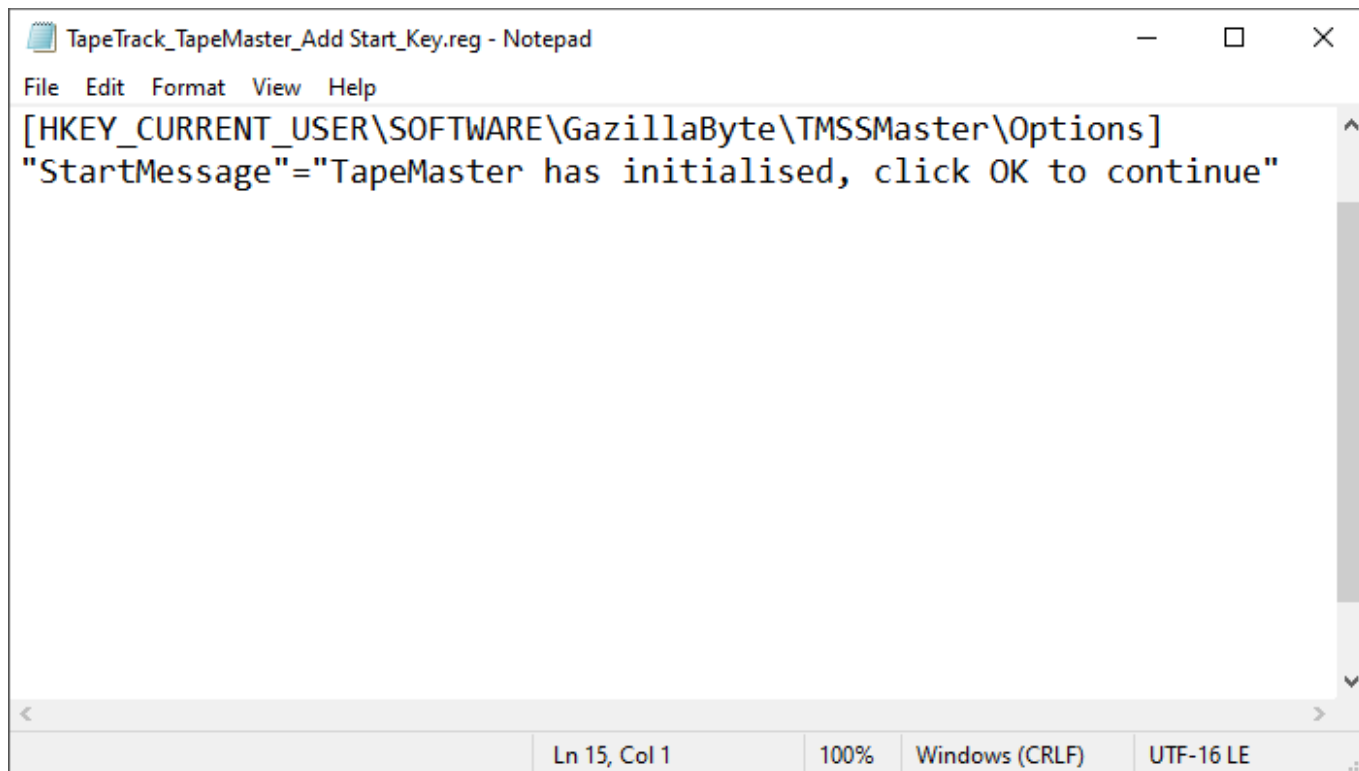 TapeTrack_TapeMaster_Add Start_Key.reg - Notepad
File Edit Format View Help
[HKEY_CURRENT_USER\SOFTWARE\GazillaByte\TMSSMaster\Options]
"StartMessage"="TapeMaster has initialised, click OK to continue"
Ln 15, Col 1 100% Windows (CRLF) UTF-16 LE